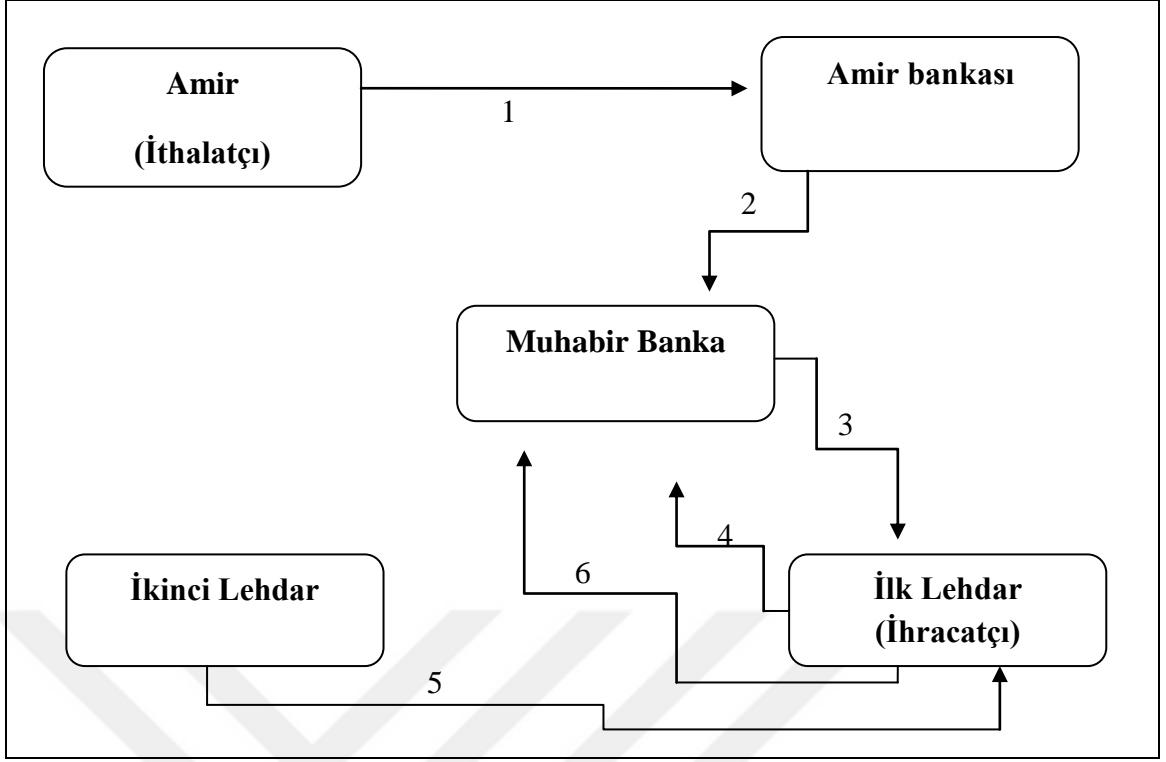 Amir
(İthalatçı)
1
Amir bankası
2
Muhabir Banka
3
4
6
İkinci Lehdar
İlk Lehdar
(İhracatçı)
5